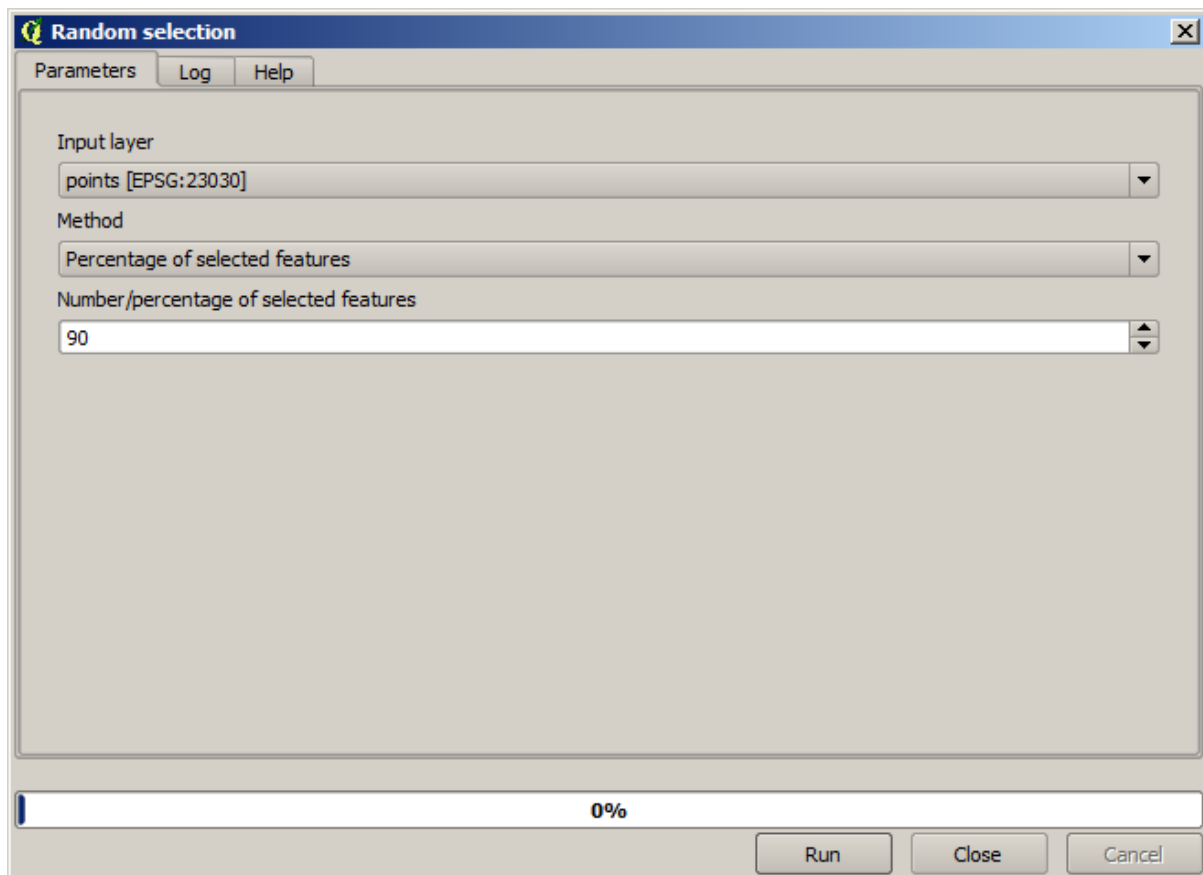 Random selection
Parameters Log Help
Input layer
points [EPSG:23030]
Method
Percentage of selected features
Number/percentage of selected features
90
0%
Run Close Cancel